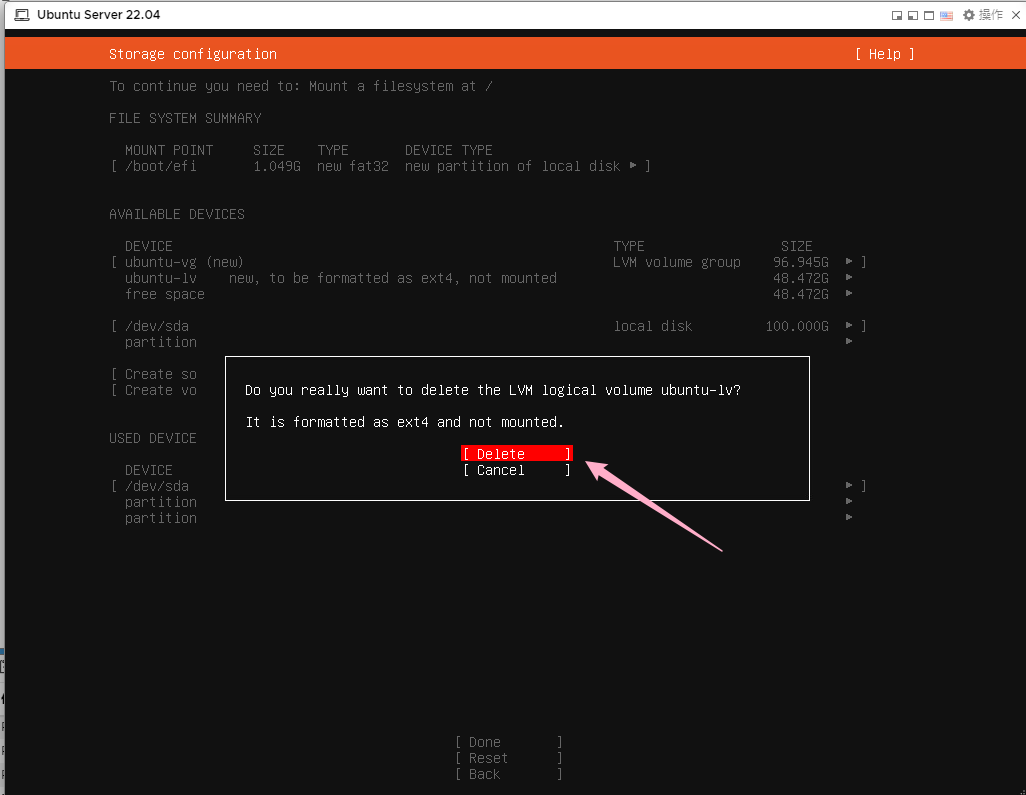 Ubuntu Server 22.04 操作
Storage configuration [ Help ]
To continue you need to: Mount a filesystem at /
FILE SYSTEM SUMMARY
MOUNT POINT SIZE TYPE DEVICE TYPE
[ /boot/efi 1.049G new fat32 new partition of local disk ▸ ]
AVAILABLE DEVICES
DEVICE TYPE SIZE
[ ubuntu-vg (new) LVM volume group 96.945G ▸ ]
ubuntu-lv new, to be formatted as ext4, not mounted 48.472G ▸
free space 48.472G ▸
[ /dev/sda local disk 100.000G ▸ ]
partition ▸
[ Create so
[ Create vo
Do you really want to delete the LVM logical volume ubuntu-lv?
It is formatted as ext4 and not mounted.
[ Delete ]
[ Cancel ]
USED DEVICE
DEVICE
[ /dev/sda ▸ ]
partition ▸
partition ▸
[ Done ]
[ Reset ]
[ Back ]